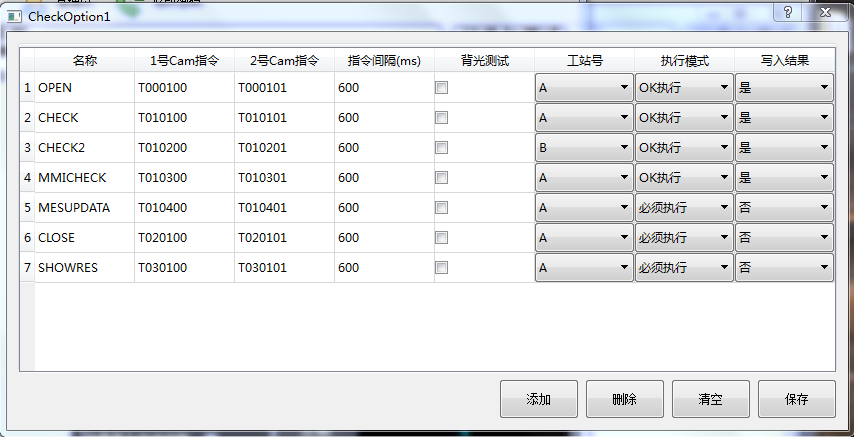 CheckOption1
名称 1号Cam指令 2号Cam指令 指令间隔(ms) 背光测试 工站号 执行模式 写入结果
1 OPEN T000100 T000101 600 A OK执行 是
2 CHECK T010100 T010101 600 A OK执行 是
3 CHECK2 T010200 T010201 600 B OK执行 是
4 MMICHECK T010300 T010301 600 A OK执行 是
5 MESUPDATA T010400 T010401 600 A 必须执行 否
6 CLOSE T020100 T020101 600 A 必须执行 否
7 SHOWRES T030100 T030101 600 A 必须执行 否
添加 删除 清空 保存